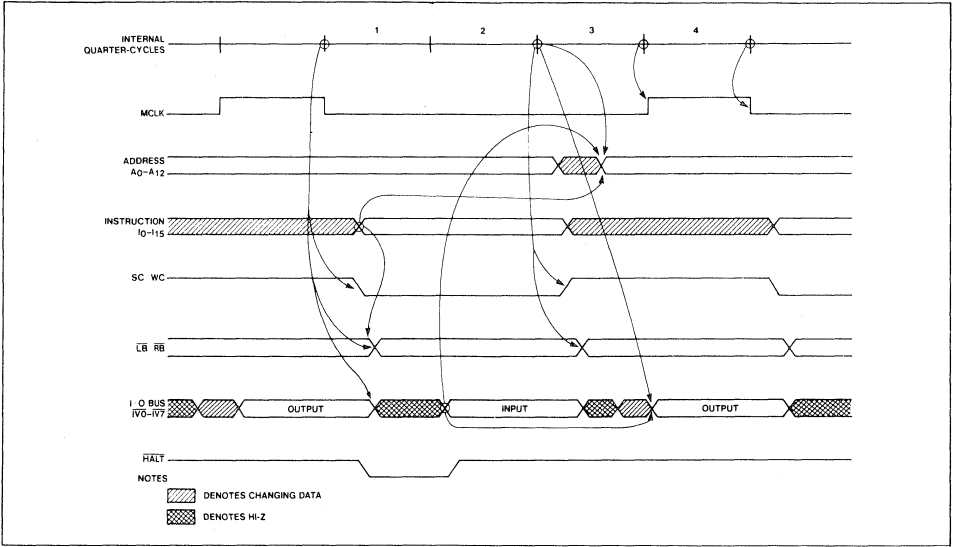 INTERNAL
QUARTER-CYCLES
1 2 3 4
MCLK
ADDRESS
A0-A12
INSTRUCTION
I0-I15
SC WC
LB RB
I O BUS
IV0-IV7
OUTPUT INPUT OUTPUT
HALT
NOTES
DENOTES CHANGING DATA
DENOTES HI-Z